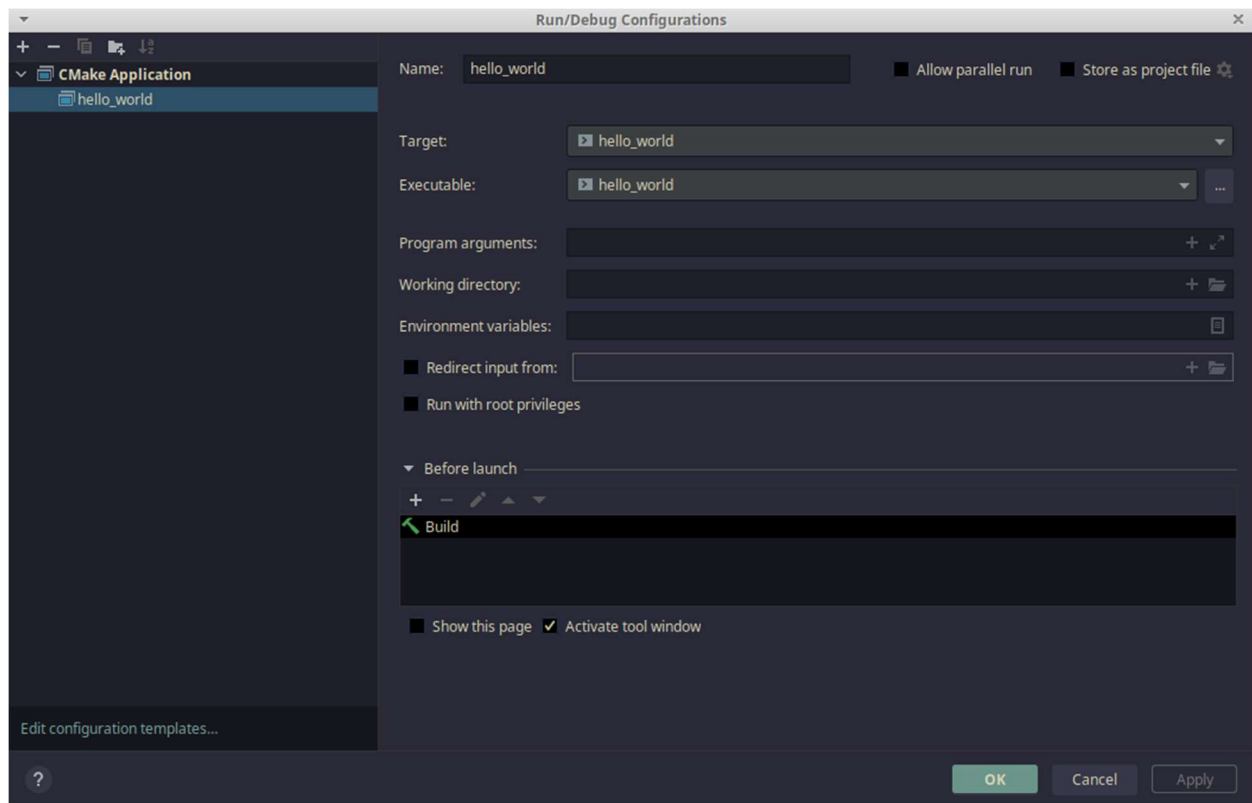 Run/Debug Configurations
CMake Application
hello_world
Edit configuration templates...
Name: hello_world
Allow parallel run
Store as project file
Target: hello_world
Executable: hello_world
...
Program arguments:
Working directory:
Environment variables:
Redirect input from:
Run with root privileges
Before launch
Build
Show this page
Activate tool window
?
OK
Cancel
Apply